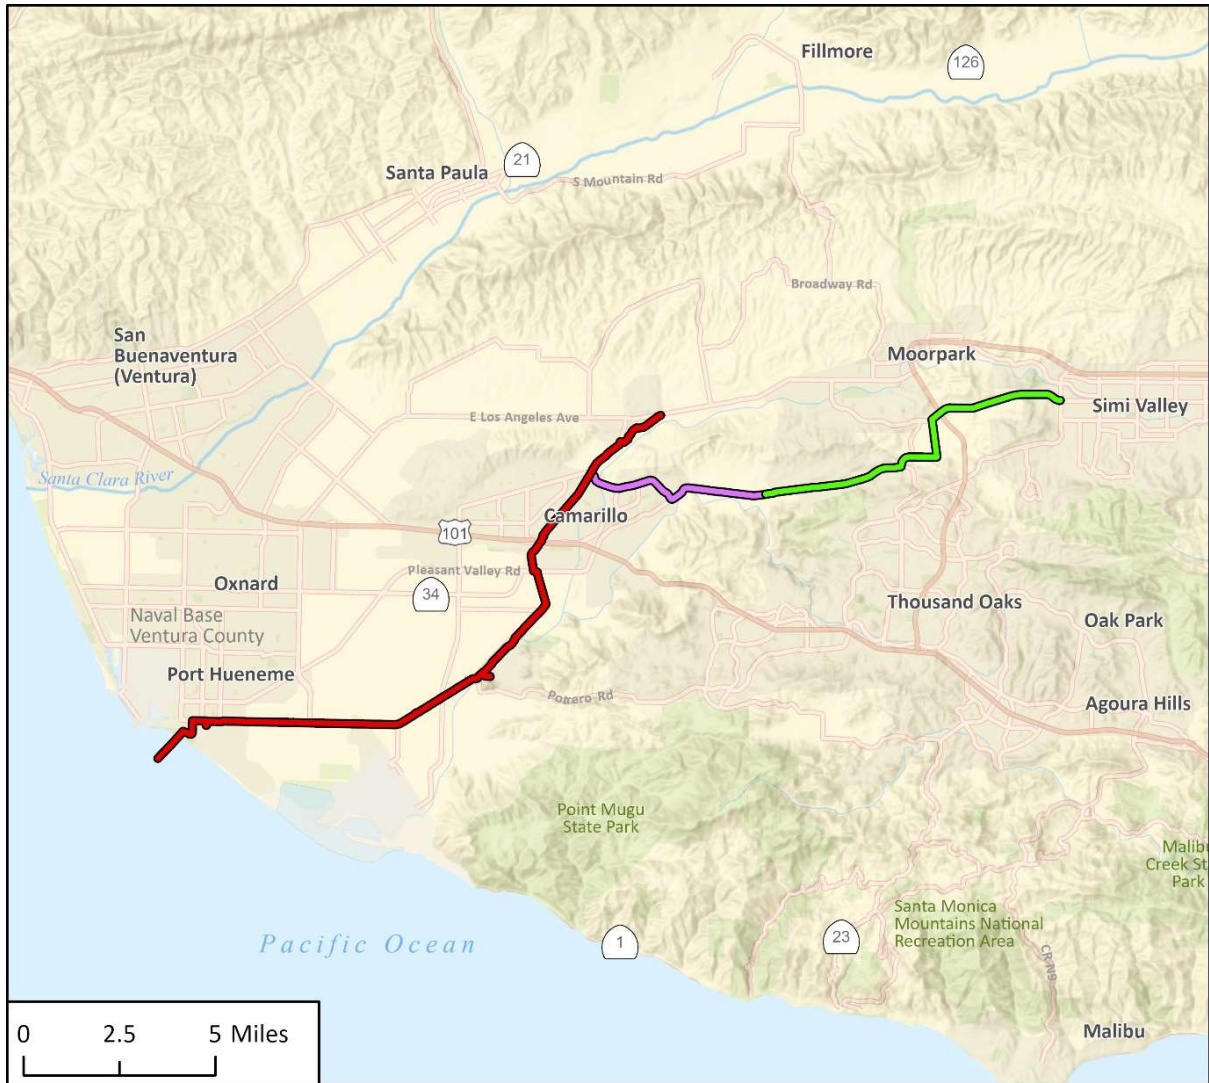 Fillmore
126
21
Santa Paula
S Mountain Rd
Broadway Rd
San
Buenaventura
(Ventura)
Moorpark
E Los Angeles Ave
Simi Valley
Santa Clara River
Camarillo
101
Pleasant Valley Rd
Oxnard
34
Thousand Oaks
Naval Base
Ventura County
Oak Park
Port Hueneme
Potrero Rd
Agoura Hills
Point Mugu
State Park
Malibu
Creek St
Park
Santa Monica
Mountains National
Recreation Area
23
1
Pacific Ocean
CR N9
Malibu
0 2.5 5 Miles